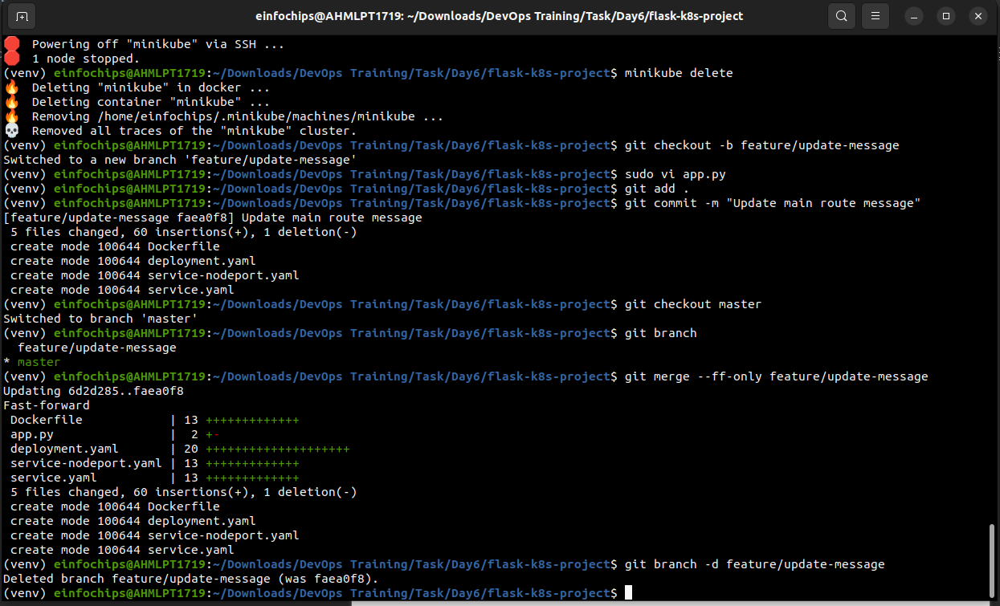 einfochips@AHMLPT1719: ~/Downloads/DevOps Training/Task/Day6/flask-k8s-project
Powering off "minikube" via SSH ...
1 node stopped.
(venv) einfochips@AHMLPT1719:~/Downloads/DevOps Training/Task/Day6/flask-k8s-project$ minikube delete
Deleting "minikube" in docker ...
Deleting container "minikube" ...
Removing /home/einfochips/.minikube/machines/minikube ...
Removed all traces of the "minikube" cluster.
(venv) einfochips@AHMLPT1719:~/Downloads/DevOps Training/Task/Day6/flask-k8s-project$ git checkout -b feature/update-message
Switched to a new branch 'feature/update-message'
(venv) einfochips@AHMLPT1719:~/Downloads/DevOps Training/Task/Day6/flask-k8s-project$ sudo vi app.py
(venv) einfochips@AHMLPT1719:~/Downloads/DevOps Training/Task/Day6/flask-k8s-project$ git add .
(venv) einfochips@AHMLPT1719:~/Downloads/DevOps Training/Task/Day6/flask-k8s-project$ git commit -m "Update main route message"
[feature/update-message faea0f8] Update main route message
 5 files changed, 60 insertions(+), 1 deletion(-)
 create mode 100644 Dockerfile
 create mode 100644 deployment.yaml
 create mode 100644 service-nodeport.yaml
 create mode 100644 service.yaml
(venv) einfochips@AHMLPT1719:~/Downloads/DevOps Training/Task/Day6/flask-k8s-project$ git checkout master
Switched to branch 'master'
(venv) einfochips@AHMLPT1719:~/Downloads/DevOps Training/Task/Day6/flask-k8s-project$ git branch
  feature/update-message
* master
(venv) einfochips@AHMLPT1719:~/Downloads/DevOps Training/Task/Day6/flask-k8s-project$ git merge --ff-only feature/update-message
Updating 6d2d285..faea0f8
Fast-forward
 Dockerfile            | 13 +++++++++++++
 app.py                |  2 +-
 deployment.yaml       | 20 ++++++++++++++++++++
 service-nodeport.yaml | 13 +++++++++++++
 service.yaml          | 13 +++++++++++++
 5 files changed, 60 insertions(+), 1 deletion(-)
 create mode 100644 Dockerfile
 create mode 100644 deployment.yaml
 create mode 100644 service-nodeport.yaml
 create mode 100644 service.yaml
(venv) einfochips@AHMLPT1719:~/Downloads/DevOps Training/Task/Day6/flask-k8s-project$ git branch -d feature/update-message
Deleted branch feature/update-message (was faea0f8).
(venv) einfochips@AHMLPT1719:~/Downloads/DevOps Training/Task/Day6/flask-k8s-project$